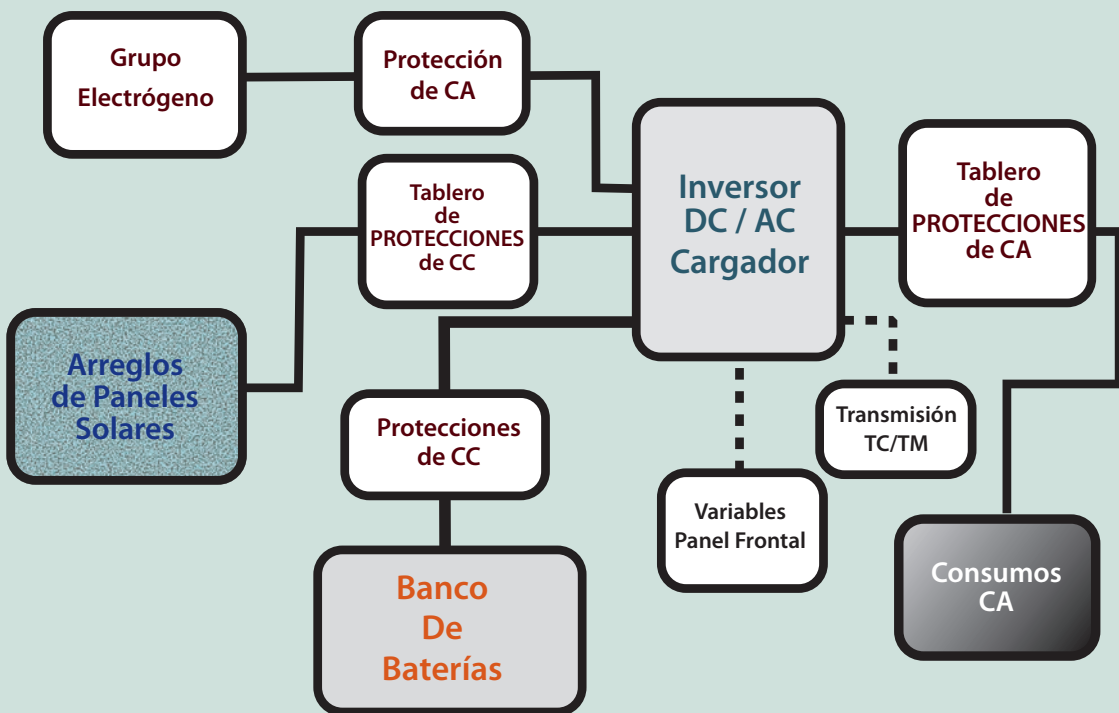 Grupo
Electrógeno
Protección
de CA
Tablero
de
PROTECCIONES
de CC
Inversor
DC / AC
Cargador
Tablero
de
PROTECCIONES
de CA
Arreglos
de Paneles
Solares
Protecciones
de CC
Transmisión
TC/TM
Variables
Panel Frontal
Banco
De
Baterías
Consumos
CA